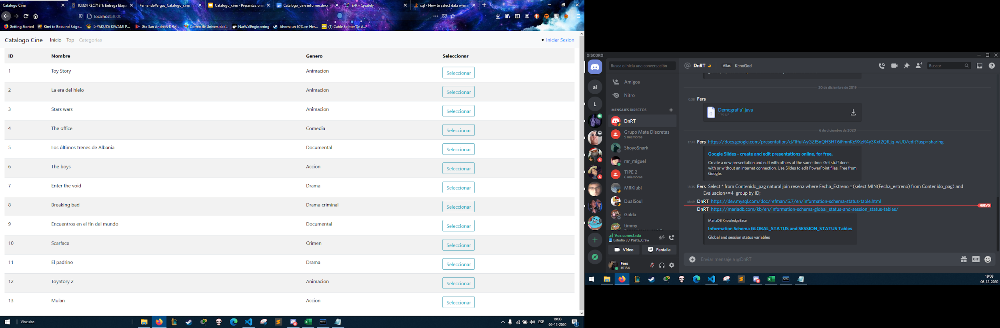 Catalogo Cine
ICI324 REC718 1: Entrega Etapa
FernandoVargas_Catalogo_cine inf
Catalogo_cine - Presentacione
Catalogo_cine informe.docx -
E-R - Creately
sql - How to select data where
localhost:3000
Getting Started
Kimi to Boku no Saigo...
▷YAKUZA KIWAMI P...
Gta San Andreas DEM...
Correo de Universidad...
NarWalEngineering
Ahorra un 60% en Her...
(1) Cable Splitter De A...
Catalogo Cine Inicio Top Categorias
Iniciar Sesion
ID Nombre Genero Seleccionar
1 Toy Story Animacion Seleccionar
2 La era del hielo Animacion Seleccionar
3 Stars wars Animacion Seleccionar
4 The office Comedia Seleccionar
5 Los últimos trenes de Albania Documental Seleccionar
6 The boys Accion Seleccionar
7 Enter the void Drama Seleccionar
8 Breaking bad Drama criminal Seleccionar
9 Encuentros en el fin del mundo Documental Seleccionar
10 Scarface Crimen Seleccionar
11 El padrino Drama Seleccionar
12 ToyStory 2 Animacion Seleccionar
13 Mulan Accion Seleccionar
Vínculos
ESP
19:08
06-12-2020
1
DISCORD
Busca o inicia una conversación
al
L
4
4
Amigos
Nitro
MENSAJES DIRECTOS
DnRT
Grupo Mate Discretas
5 miembros
ShoyoSnark
mr_miguel
TIPE 2
6 miembros
MRKiubi
DualSoul
Galda
timmy
Voz conectada
Estudio 3 / Pasta_Crew
Vídeo
Pantalla
Fers
#1184
DnRT Alias KenoGod
Buscar
20 de diciembre de 2019
0:38 Fers
Demografia1.java
1.39 KB
6 de diciembre de 2020
17:41 Fers https://docs.google.com/presentation/d/1ffulAyGZf5nQHSHT6iFmnKc9XzR4y3Kxt2QfLjq-wU0/edit?usp=sharing
Google Slides - create and edit presentations online, for free.
Create a new presentation and edit with others at the same time. Get stuff done
with or without an internet connection. Use Slides to edit PowerPoint files. Free from
Google.
18:35 Fers Select * from Contenido_pag natural join resena where Fecha_Estreno =(select MIN(Fecha_estreno) from Contenido_pag) and
Evaluacion>=4 group by ID;
18:49 DnRT https://dev.mysql.com/doc/refman/5.7/en/information-schema-status-table.html
NUEVO
DnRT https://mariadb.com/kb/en/information-schema-global_status-and-session_status-tables/
MariaDB KnowledgeBase
Information Schema GLOBAL_STATUS and SESSION_STATUS Tables
Global and session status variables
Enviar mensaje a @DnRT
GIF
19:08
06-12-2020